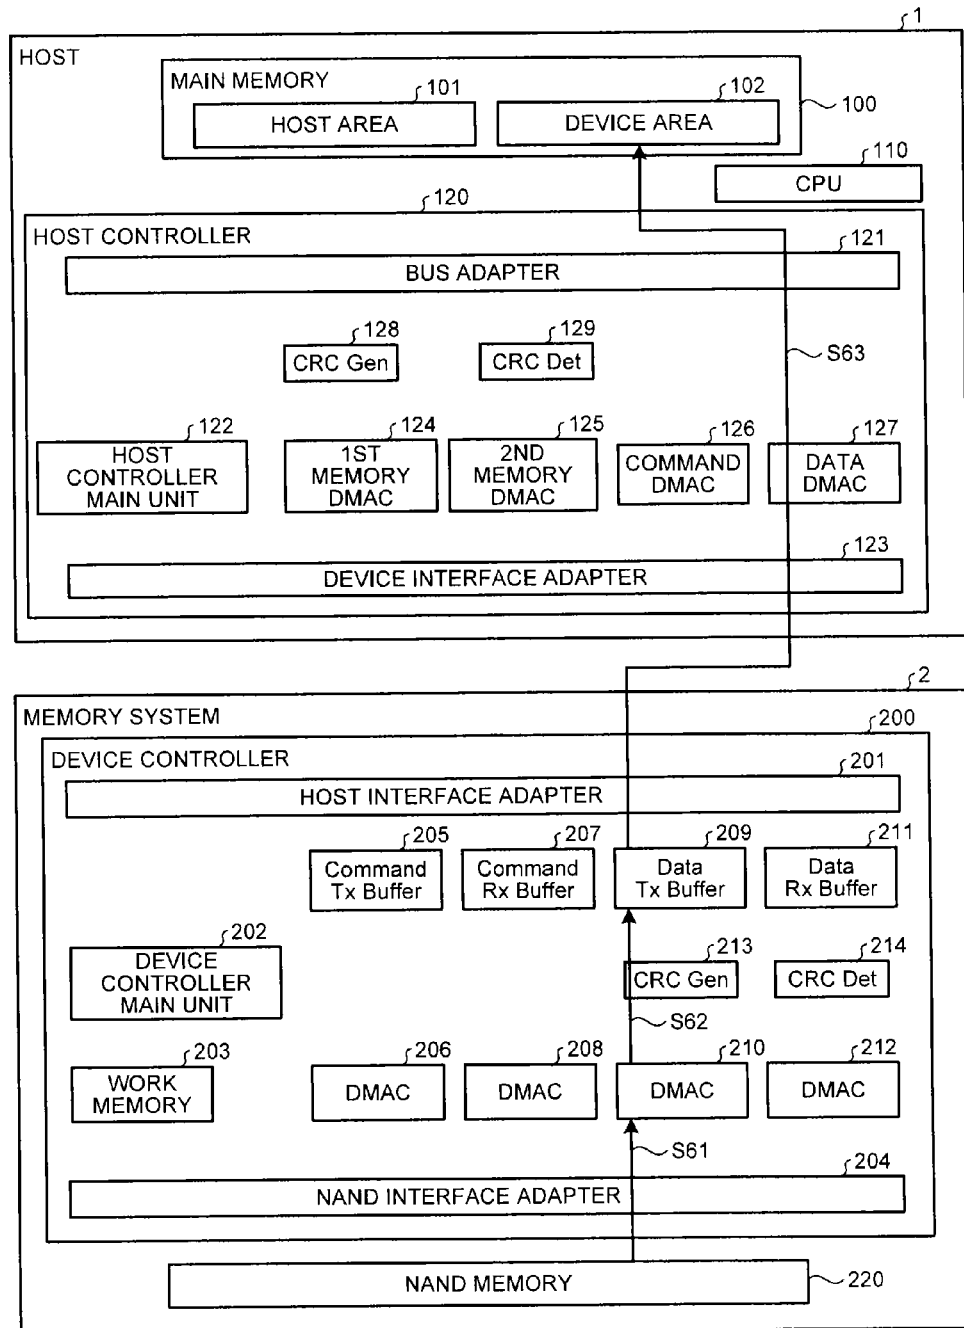 1
HOST
MAIN MEMORY
101
102
HOST AREA
DEVICE AREA
100
110
CPU
120
HOST CONTROLLER
121
BUS ADAPTER
128
129
CRC Gen
CRC Det
S63
122
124
125
126
127
HOST
CONTROLLER
MAIN UNIT
1ST
MEMORY
DMAC
2ND
MEMORY
DMAC
COMMAND
DMAC
DATA
DMAC
123
DEVICE INTERFACE ADAPTER
2
MEMORY SYSTEM
200
DEVICE CONTROLLER
201
HOST INTERFACE ADAPTER
205
207
209
211
Command
Tx Buffer
Command
Rx Buffer
Data
Tx Buffer
Data
Rx Buffer
202
DEVICE
CONTROLLER
MAIN UNIT
213
214
CRC Gen
CRC Det
S62
203
206
208
210
212
WORK
MEMORY
DMAC
DMAC
DMAC
DMAC
S61
204
NAND INTERFACE ADAPTER
NAND MEMORY
220